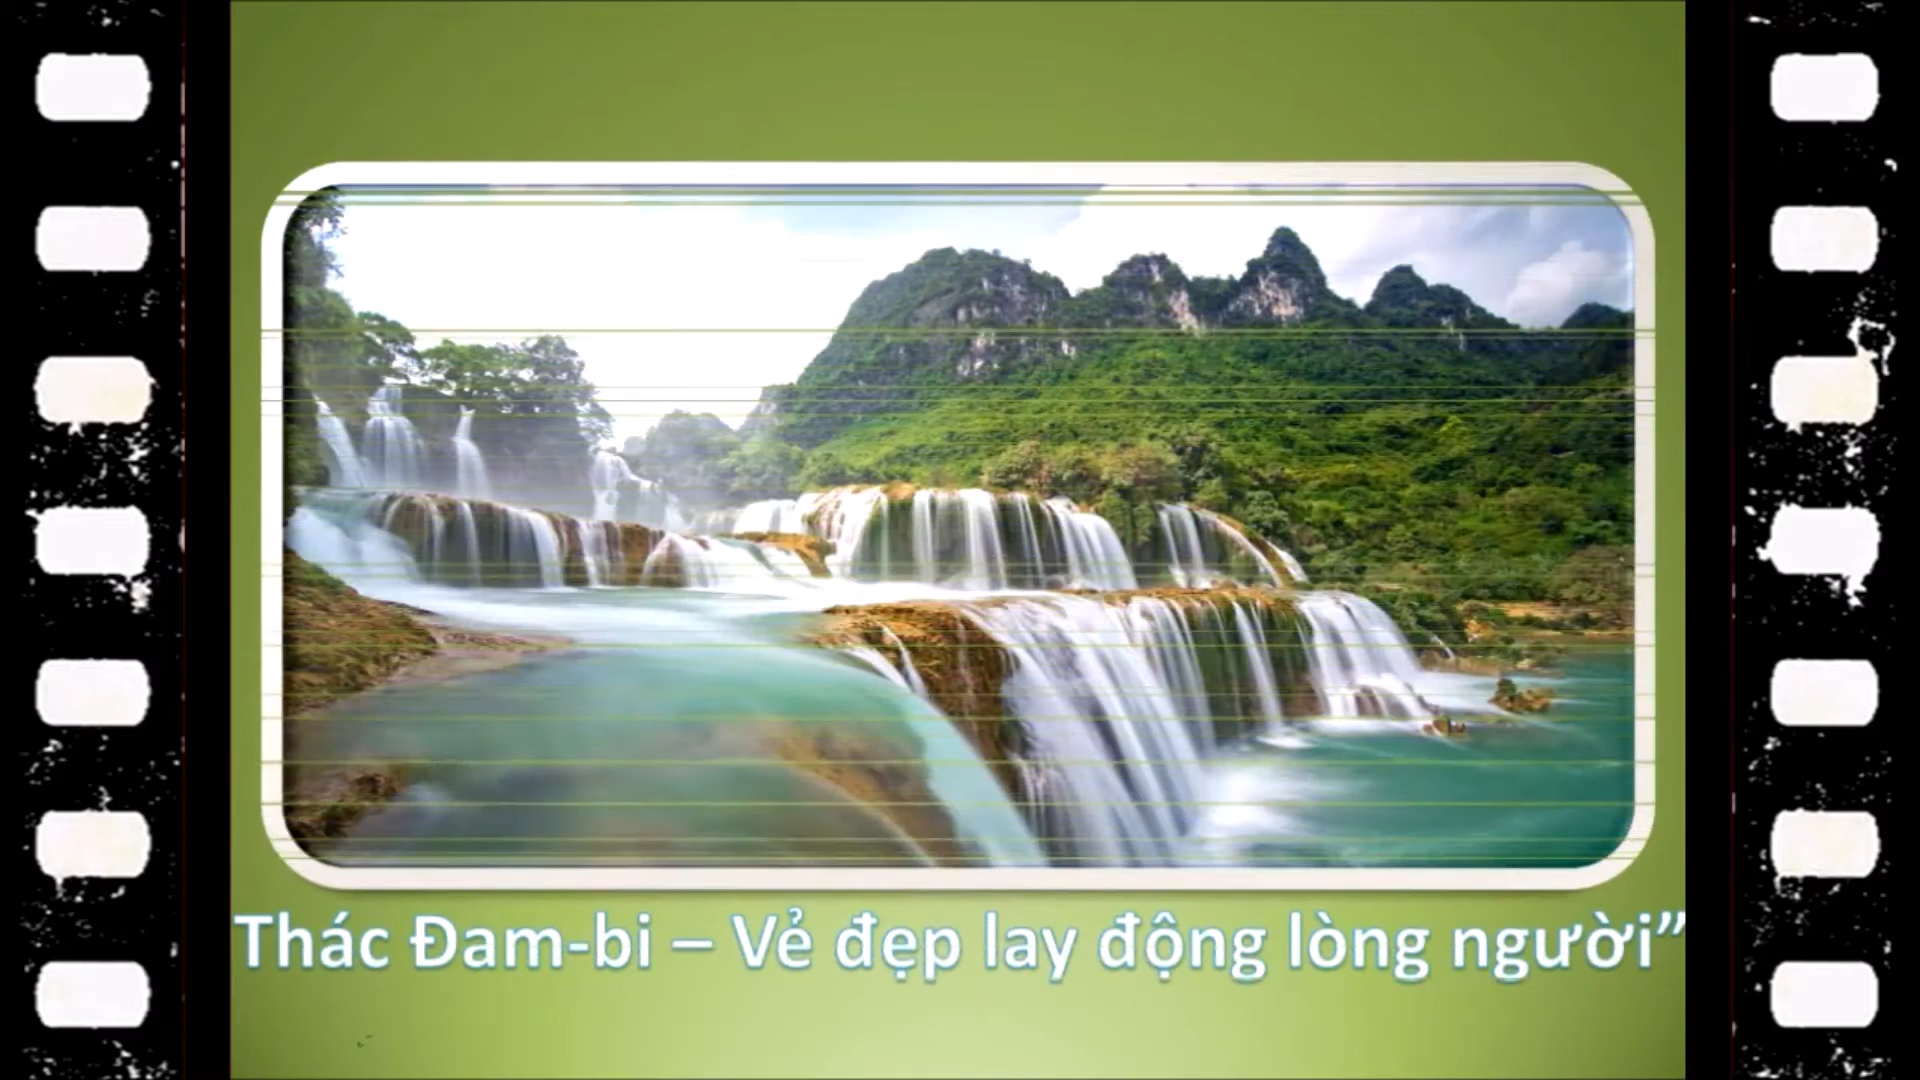 Thác Đam-bi – Vẻ đẹp lay động lòng người”